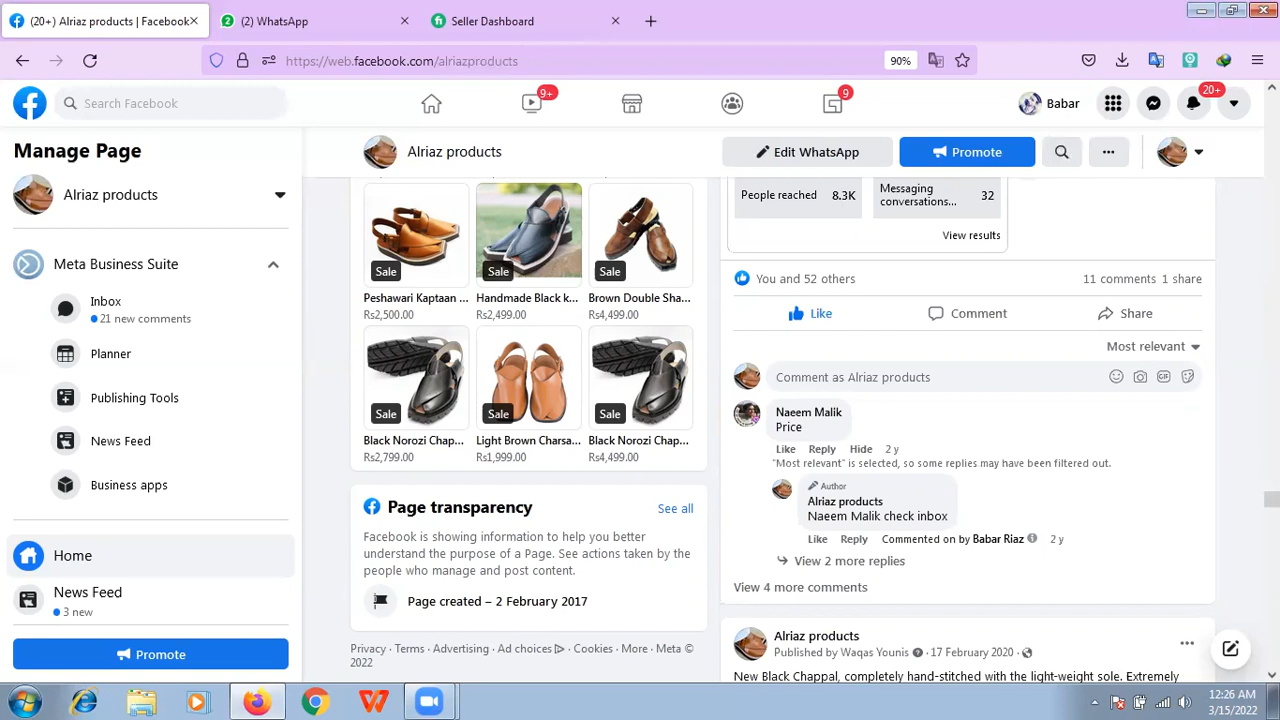 (20+) Alriaz products | Facebook
(2) WhatsApp
Seller Dashboard
https://web.facebook.com/alriazproducts
90%
Search Facebook
9+
9
Babar
20+
Manage Page
Alriaz products
Meta Business Suite
Inbox
21 new comments
Planner
Publishing Tools
News Feed
Business apps
Home
News Feed
3 new
Promote
Alriaz products
Edit WhatsApp
Promote
Sale
Sale
Sale
Peshawari Kaptaan ...
Handmade Black k...
Brown Double Sha...
Rs2,500.00
Rs2,499.00
Rs4,499.00
Sale
Sale
Sale
Black Norozi Chap...
Light Brown Charsa...
Black Norozi Chap...
Rs2,799.00
Rs1,999.00
Rs4,499.00
Page transparency
See all
Facebook is showing information to help you better
understand the purpose of a Page. See actions taken by the
people who manage and post content.
Page created – 2 February 2017
Privacy · Terms · Advertising · Ad choices · Cookies · More · Meta ©
2022
People reached 8.3K
Messaging
conversations... 32
View results
You and 52 others
11 comments 1 share
Like
Comment
Share
Most relevant
Comment as Alriaz products
GIF
Naeem Malik
Price
Like Reply Hide 2 y
"Most relevant" is selected, so some replies may have been filtered out.
Author
Alriaz products
Naeem Malik check inbox
Like Reply Commented on by Babar Riaz 2 y
View 2 more replies
View 4 more comments
Alriaz products
Published by Waqas Younis · 17 February 2020 ·
New Black Chappal, completely hand-stitched with the light-weight sole. Extremely
12:26 AM
3/15/2022